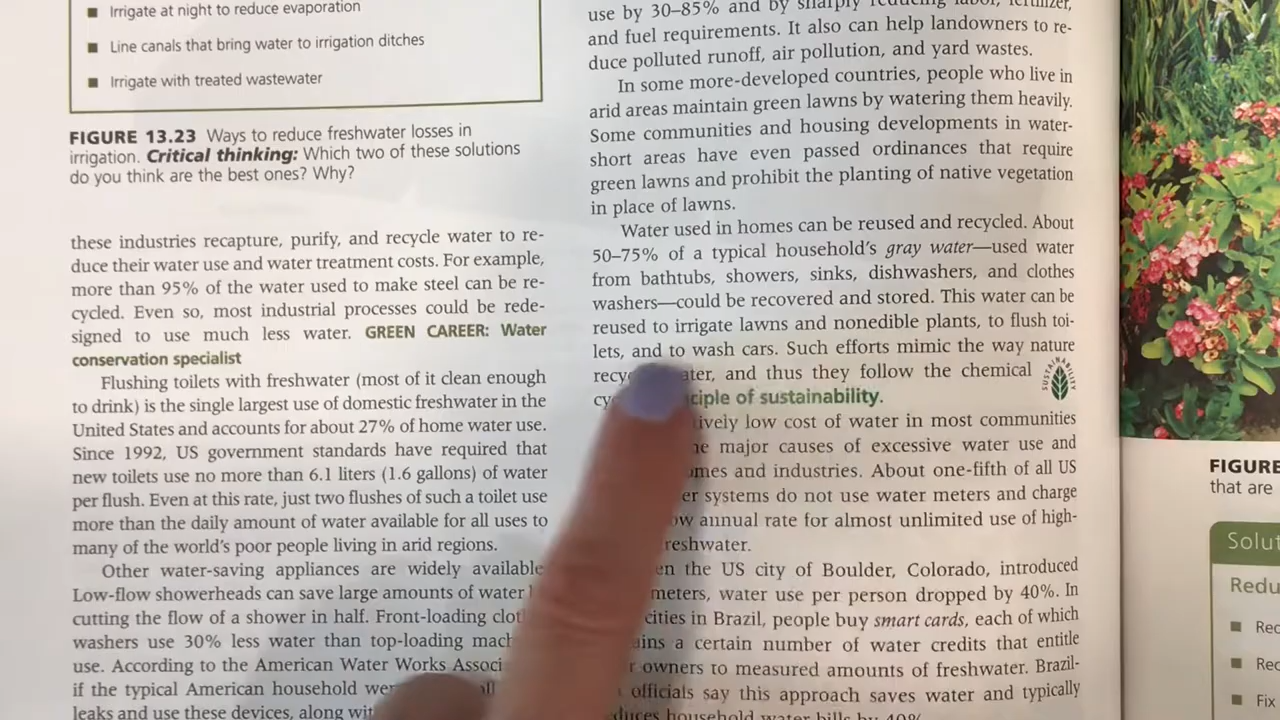 ■ Irrigate at night to reduce evaporation
■ Line canals that bring water to irrigation ditches
■ Irrigate with treated wastewater
FIGURE 13.23 Ways to reduce freshwater losses in
irrigation. Critical thinking: Which two of these solutions
do you think are the best ones? Why?
these industries recapture, purify, and recycle water to re-
duce their water use and water treatment costs. For example,
more than 95% of the water used to make steel can be re-
cycled. Even so, most industrial processes could be rede-
signed to use much less water. GREEN CAREER: Water
conservation specialist
Flushing toilets with freshwater (most of it clean enough
to drink) is the single largest use of domestic freshwater in the
United States and accounts for about 27% of home water use.
Since 1992, US government standards have required that
new toilets use no more than 6.1 liters (1.6 gallons) of water
per flush. Even at this rate, just two flushes of such a toilet use
more than the daily amount of water available for all uses to
many of the world's poor people living in arid regions.
Other water-saving appliances are widely available
Low-flow showerheads can save large amounts of water
cutting the flow of a shower in half. Front-loading
washers use 30% less water than top-loading
use. According to the American Water Works
if the typical American household
leaks and use these devices, along
use by 30–85% and by sharply reducing labor, fertilizer,
and fuel requirements. It also can help landowners to re-
duce polluted runoff, air pollution, and yard wastes.
In some more-developed countries, people who live in
arid areas maintain green lawns by watering them heavily.
Some communities and housing developments in water-
short areas have even passed ordinances that require
green lawns and prohibit the planting of native vegetation
in place of lawns.
Water used in homes can be reused and recycled. About
50–75% of a typical household's gray water—used water
from bathtubs, showers, sinks, dishwashers, and clothes
washers—could be recovered and stored. This water can be
reused to irrigate lawns and nonedible plants, to flush toi-
lets, and to wash cars. Such efforts mimic the way nature
and thus they follow the chemical
of sustainability.
SUSTAINABILITY
low cost of water in most communities
major causes of excessive water use and
and industries. About one-fifth of all US
systems do not use water meters and charge
annual rate for almost unlimited use of high-
freshwater.
the US city of Boulder, Colorado, introduced
meters, water use per person dropped by 40%. In
cities in Brazil, people buy smart cards, each of which
a certain number of water credits that entitle
owners to measured amounts of freshwater. Brazil-
officials say this approach saves water and typically
household water bills by 40%.
FIGURE
that are
Solut
Redu
■ Rec
■ Red
■ Fix